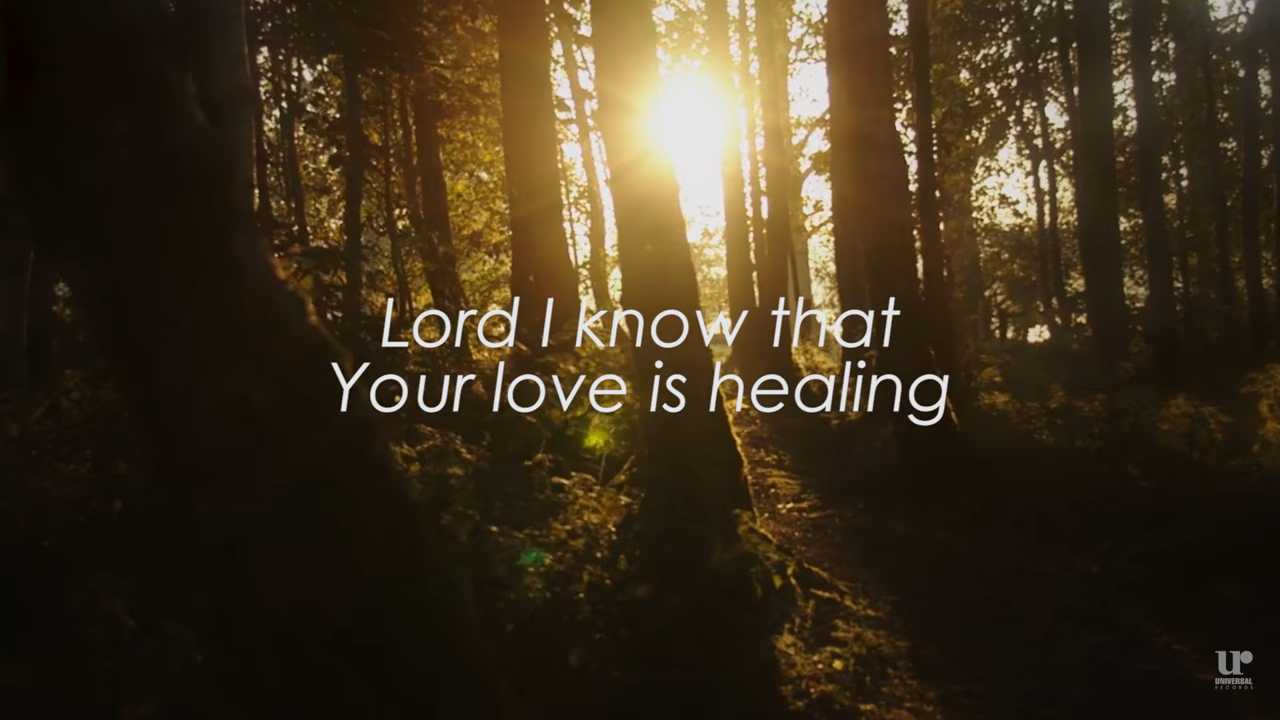 Lord I know that
Your love is healing
ur
UNIVERSAL
RECORDS